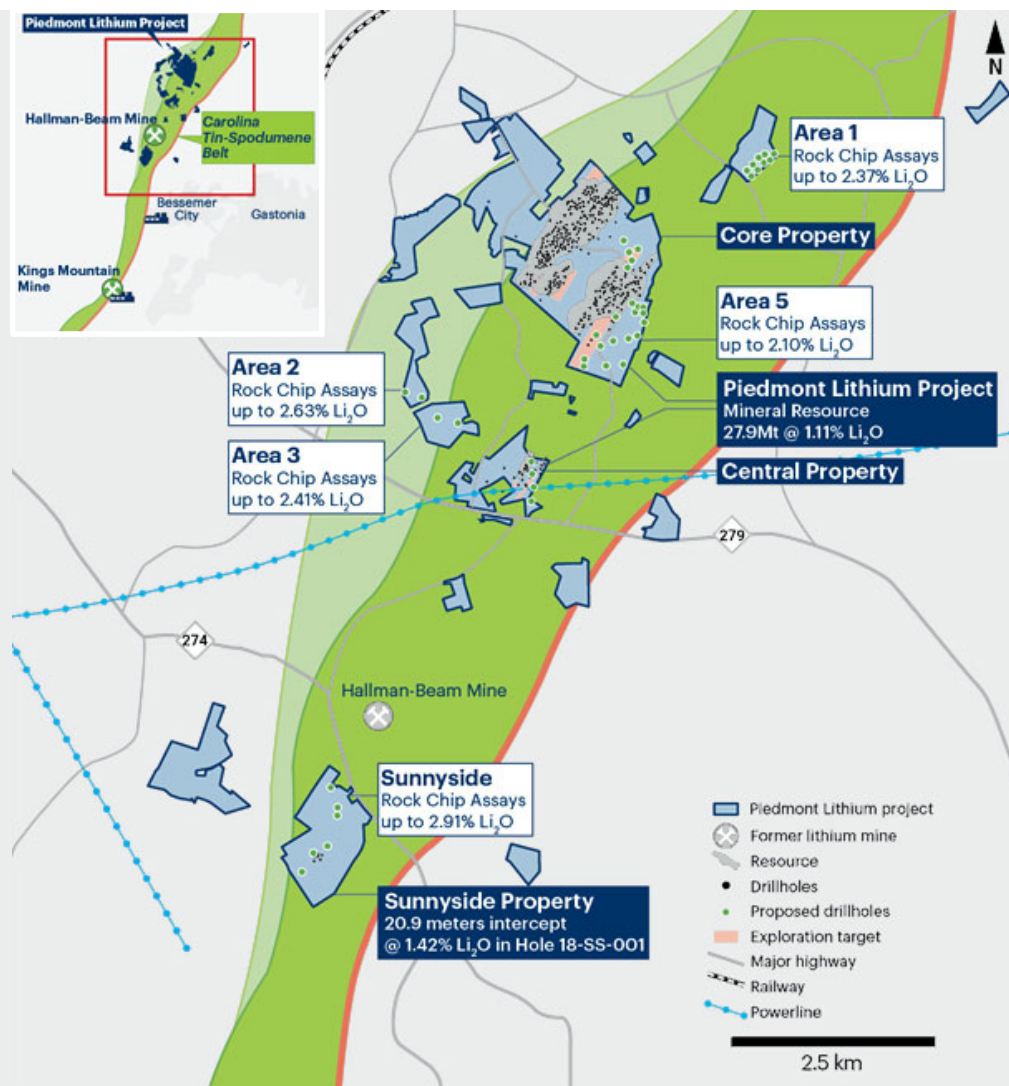 Piedmont Lithium Project
Hallman-Beam Mine
Carolina
Tin-Spodumene
Belt
Bessemer
City
Gastonia
Kings Mountain
Mine
N
Area 1
Rock Chip Assays
up to 2.37% Li₂O
Core Property
Area 5
Rock Chip Assays
up to 2.10% Li₂O
Area 2
Rock Chip Assays
up to 2.63% Li₂O
Piedmont Lithium Project
Mineral Resource
27.9Mt @ 1.11% Li₂O
Area 3
Rock Chip Assays
up to 2.41% Li₂O
Central Property
279
274
Hallman-Beam Mine
Sunnyside
Rock Chip Assays
up to 2.91% Li₂O
Sunnyside Property
20.9 meters intercept
@ 1.42% Li₂O in Hole 18-SS-001
Piedmont Lithium project
Former lithium mine
Resource
Drillholes
Proposed drillholes
Exploration target
Major highway
Railway
Powerline
2.5 km